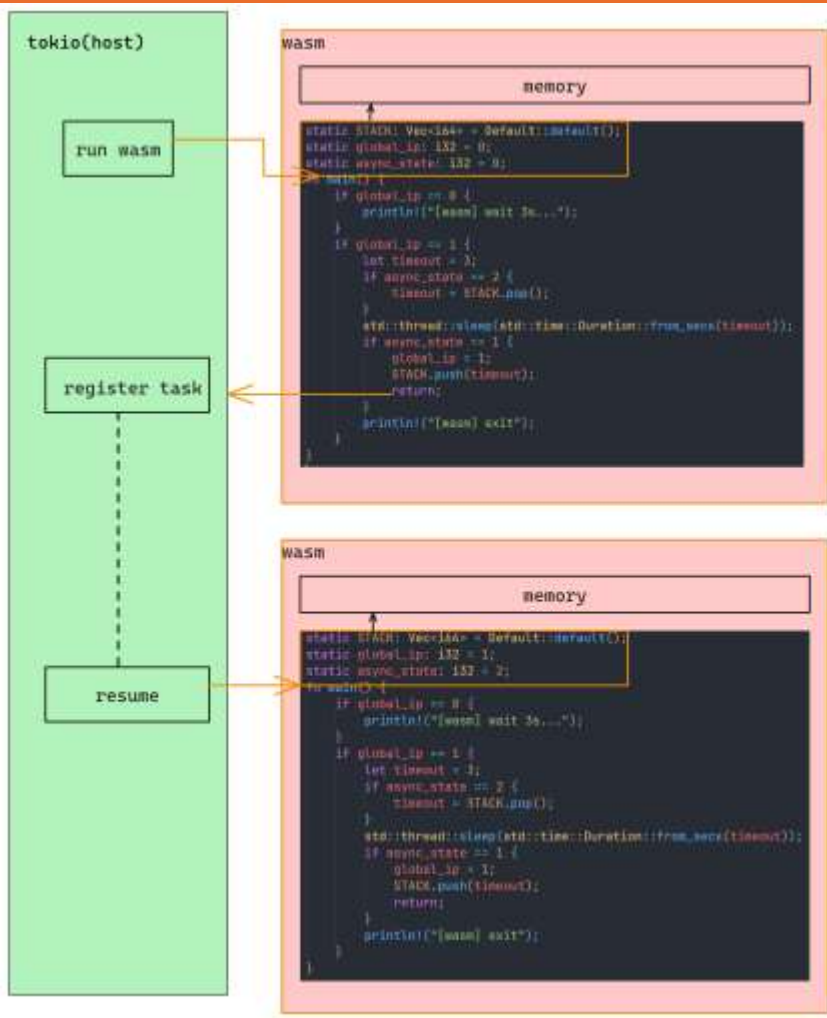 tokio(host)
run wasm
register task
resume
wasm
memory
static STACK: Vec<i64> = Default::default();
static global_ip: i32 = 0;
static async_state: i32 = 0;
fn main() {
if global_ip == 0 {
println!("[wasm] wait 3s...");
}
if global_ip == 1 {
let timeout = 3;
if async_state == 2 {
timeout = STACK.pop();
}
std::thread::sleep(std::time::Duration::from_secs(timeout));
if async_state == 1 {
global_ip = 1;
STACK.push(timeout);
return;
}
println!("[wasm] exit");
}
}
wasm
memory
static STACK: Vec<i64> = Default::default();
static global_ip: i32 = 1;
static async_state: i32 = 2;
fn main() {
if global_ip == 0 {
println!("[wasm] wait 3s...");
}
if global_ip == 1 {
let timeout = 3;
if async_state == 2 {
timeout = STACK.pop();
}
std::thread::sleep(std::time::Duration::from_secs(timeout));
if async_state == 1 {
global_ip = 1;
STACK.push(timeout);
return;
}
println!("[wasm] exit");
}
}